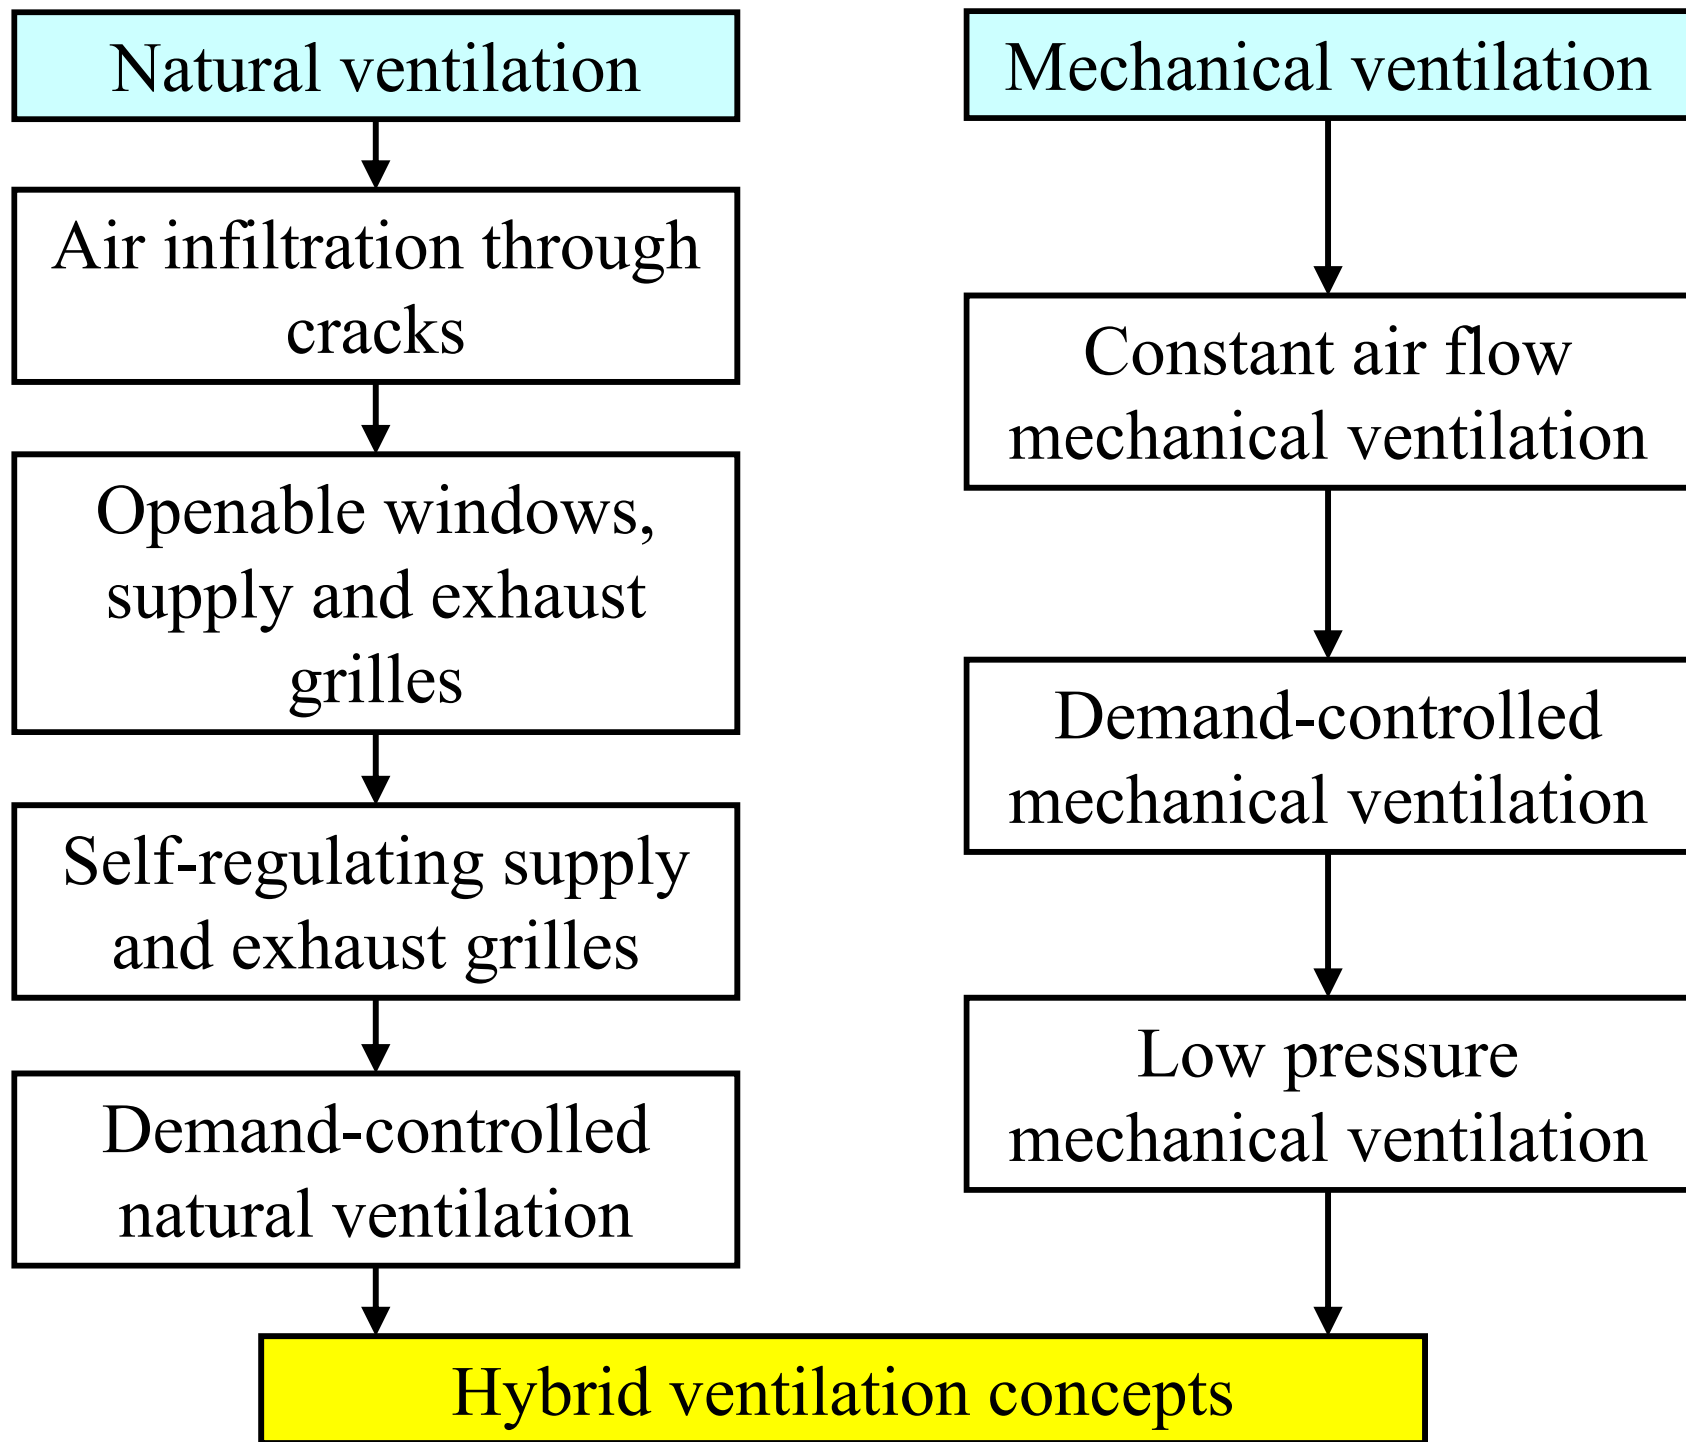 Natural ventilation
Air infiltration through
cracks
Openable windows,
supply and exhaust
grilles
Self-regulating supply
and exhaust grilles
Demand-controlled
natural ventilation
Mechanical ventilation
Constant air flow
mechanical ventilation
Demand-controlled
mechanical ventilation
Low pressure
mechanical ventilation
Hybrid ventilation concepts